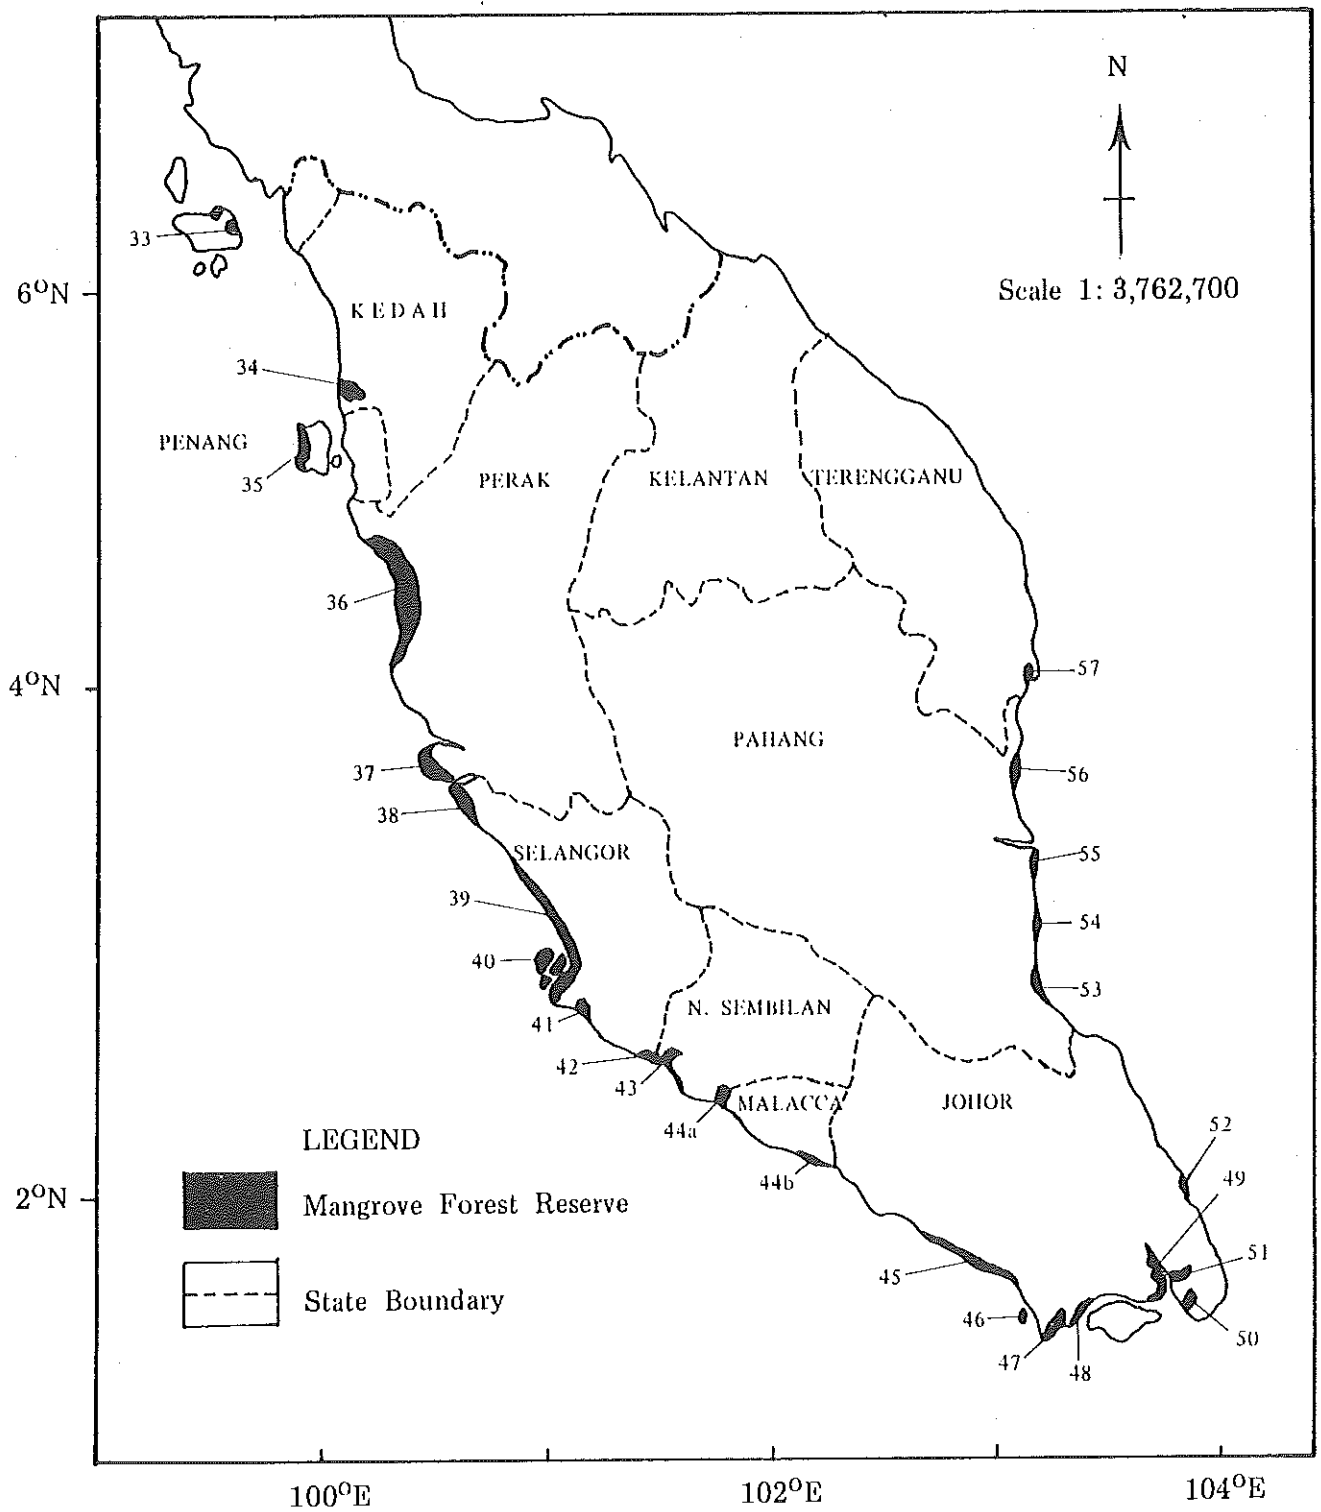 N
Scale 1: 3,762,700
33
6°N
KEDAH
34
PENANG
35
PERAK
KELANTAN
TERENGGANU
36
57
4°N
PAHANG
37
56
38
SELANGOR
55
39
54
40
53
41
N. SEMBILAN
42
43
MALACCA
JOHOR
44a
52
LEGEND
44b
49
2°N
Mangrove Forest Reserve
51
45
State Boundary
46
50
47
48
100°E
102°E
104°E